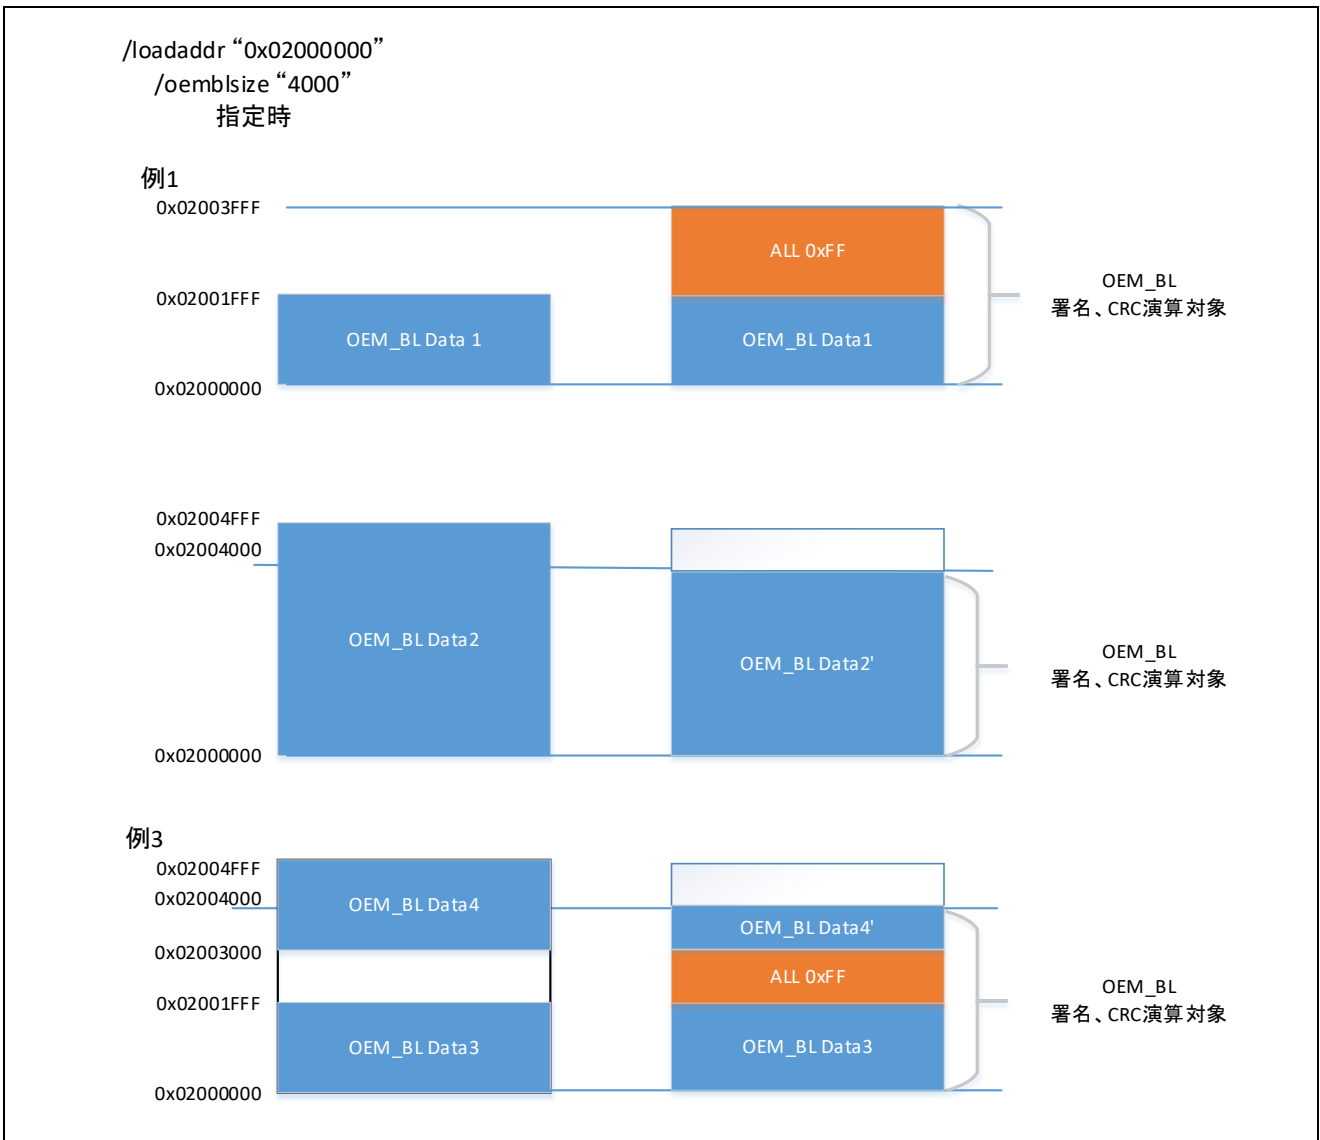 /loadaddr “0x02000000”
/oemblsize “4000”
指定時
例1
0x02003FFF
ALL 0xFF
0x02001FFF
OEM_BL Data 1
OEM_BL Data1
0x02000000
OEM_BL
署名、CRC演算対象
0x02004FFF
0x02004000
OEM_BL Data2
OEM_BL Data2'
0x02000000
OEM_BL
署名、CRC演算対象
例3
0x02004FFF
0x02004000
OEM_BL Data4
OEM_BL Data4'
0x02003000
ALL 0xFF
0x02001FFF
OEM_BL Data3
OEM_BL Data3
0x02000000
OEM_BL
署名、CRC演算対象